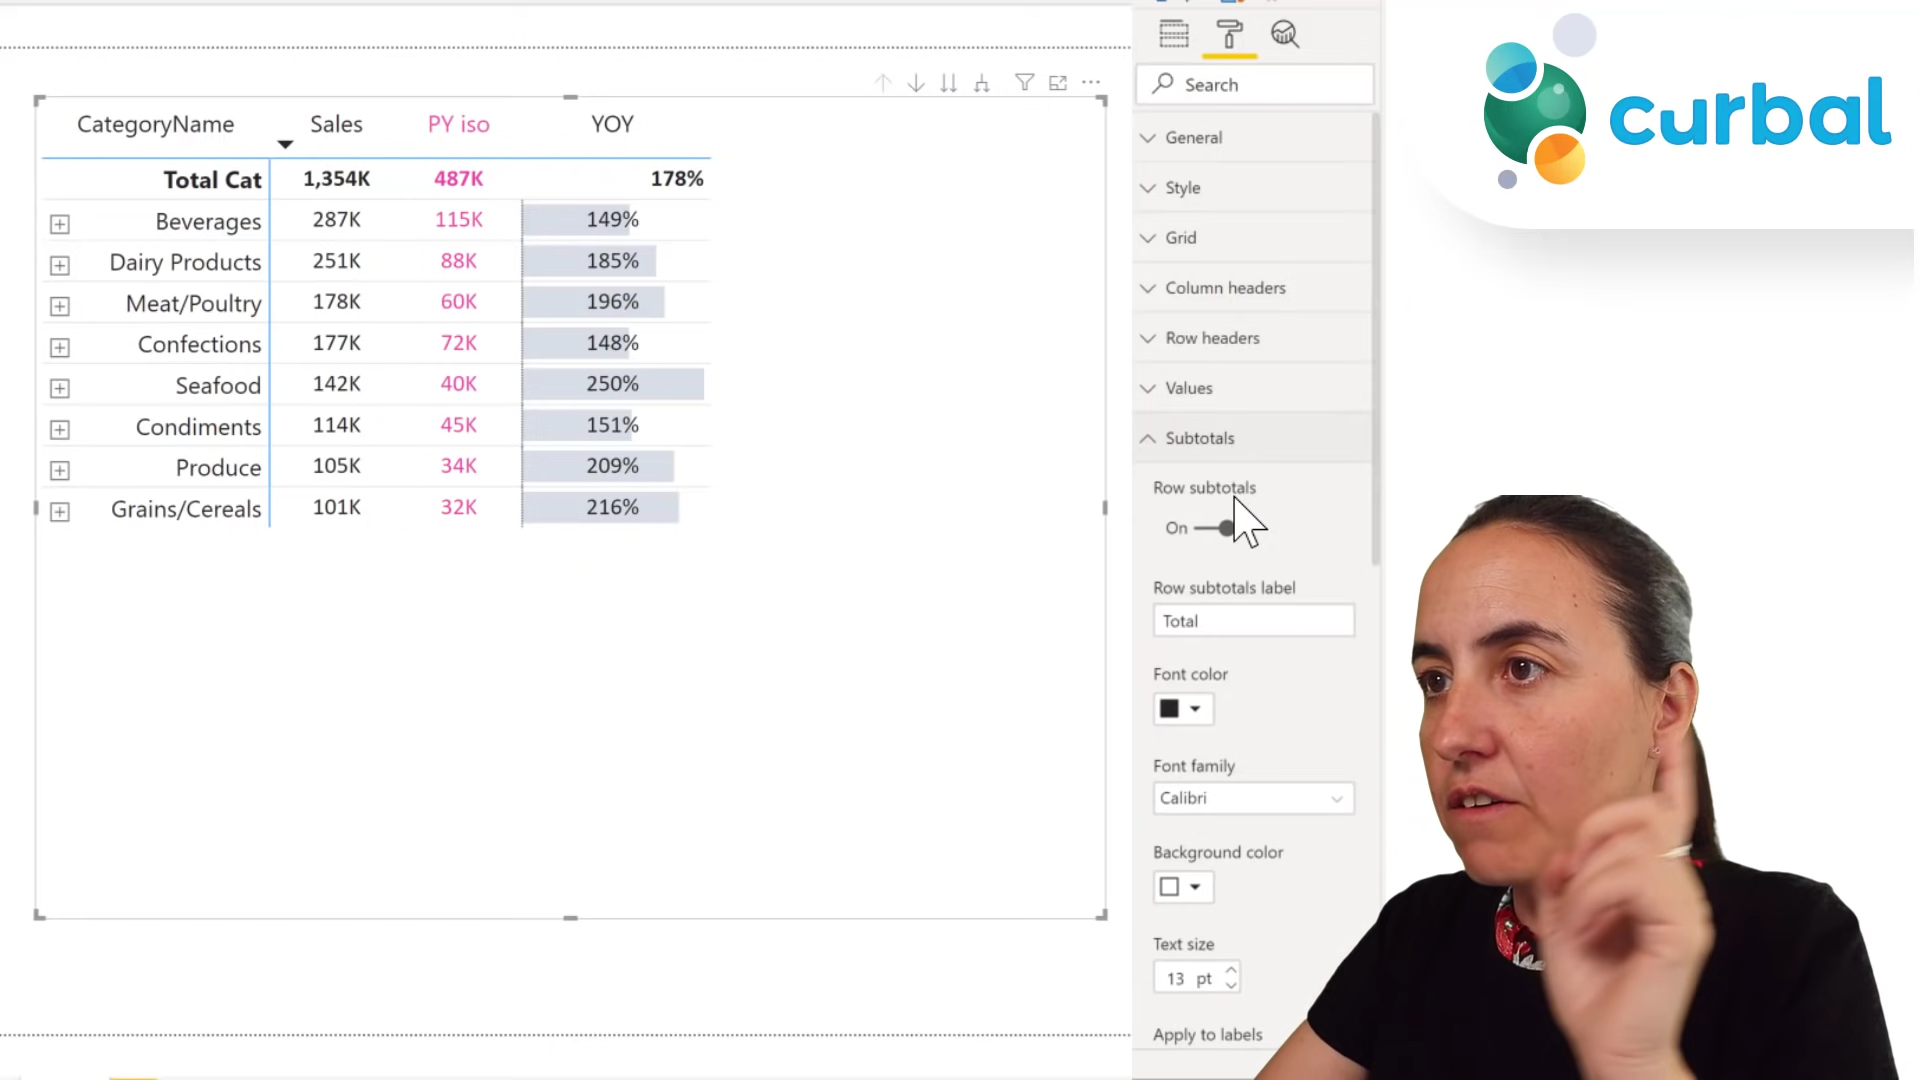 CategoryName Sales PY iso YOY
Total Cat 1,354K 487K 178%
Beverages 287K 115K 149%
Dairy Products 251K 88K 185%
Meat/Poultry 178K 60K 196%
Confections 177K 72K 148%
Seafood 142K 40K 250%
Condiments 114K 45K 151%
Produce 105K 34K 209%
Grains/Cereals 101K 32K 216%
Search
General
Style
Grid
Column headers
Row headers
Values
Subtotals
Row subtotals
On
Row subtotals label
Total
Font color
Font family
Calibri
Background color
Text size
13 pt
Apply to labels
curbal